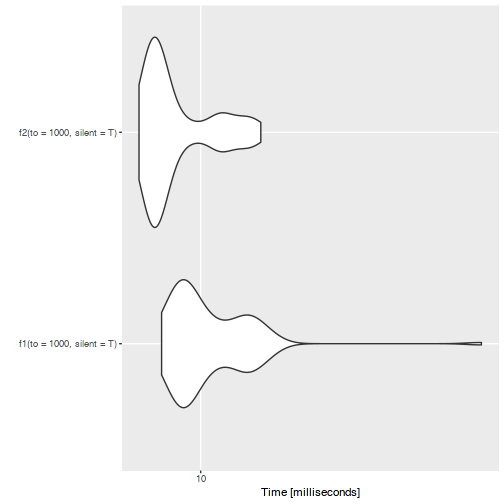 f2(to = 1000, silent = T)
f1(to = 1000, silent = T)
10
Time [milliseconds]